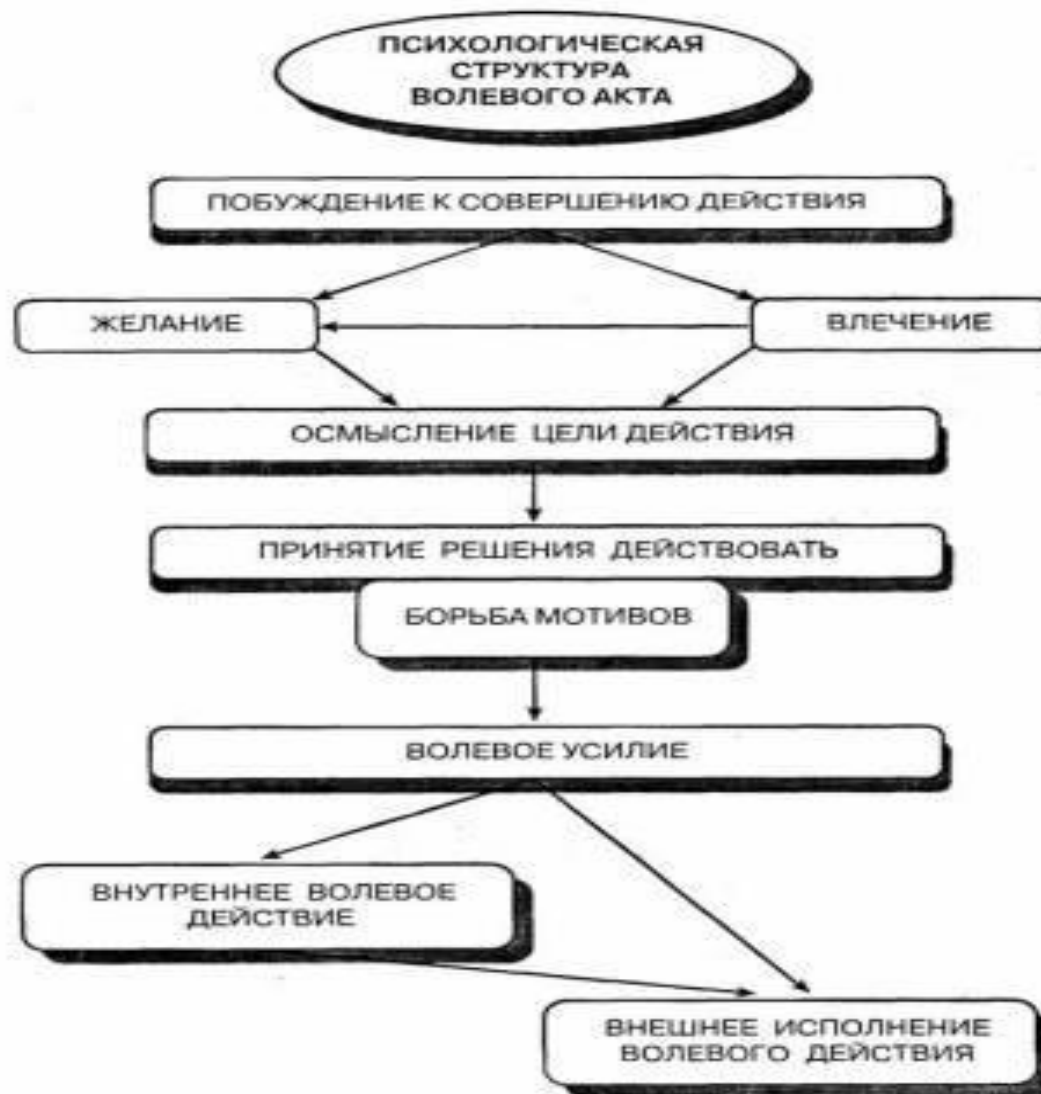 ПСИХОЛОГИЧЕСКАЯ
СТРУКТУРА
ВОЛЕВОГО АКТА
ПОБУЖДЕНИЕ К СОВЕРШЕНИЮ ДЕЙСТВИЯ
ЖЕЛАНИЕ
ВЛЕЧЕНИЕ
ОСМЫСЛЕНИЕ ЦЕЛИ ДЕЙСТВИЯ
ПРИНЯТИЕ РЕШЕНИЯ ДЕЙСТВОВАТЬ
БОРЬБА МОТИВОВ
ВОЛЕВОЕ УСИЛИЕ
ВНУТРЕННЕЕ ВОЛЕВОЕ
ДЕЙСТВИЕ
ВНЕШНЕЕ ИСПОЛНЕНИЕ
ВОЛЕВОГО ДЕЙСТВИЯ